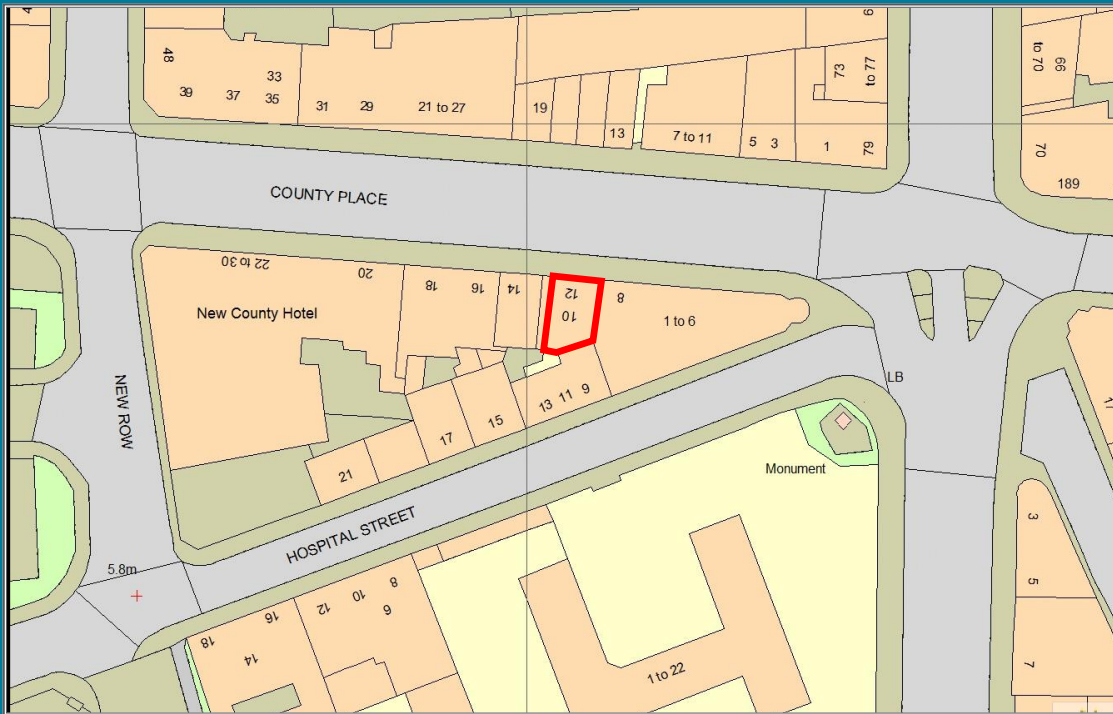 48
33
39
37
35
31
29
21 to 27
19
13
7 to 11
5
3
1
73
to 77
79
to 70
66
70
189
COUNTY PLACE
22 to 30
20
18
16
14
12
10
8
1 to 6
New County Hotel
NEW ROW
13
11
9
15
17
21
LB
Monument
HOSPITAL STREET
5.8m
18
16
14
12
10
8
6
1 to 22
3
5
7